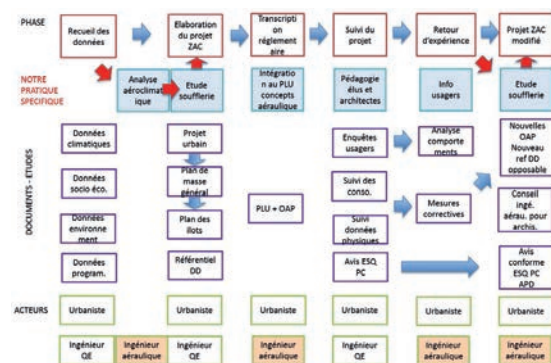 PHASE
Recueil des
données
Elaboration
du projet
ZAC
Transcripti
on
réglement
aire
Suivi du
projet
Retour
d'expérience
Projet ZAC
modifié
NOTRE
PRATIQUE
SPECIFIQUE
Analyse
aéroclimat
ique
Etude
soufflerie
Intégratio
n au PLU
concepts
aéraulique
Pédagogie
élus et
architectes
Info
usagers
Etude
soufflerie
DOCUMENTS - ETUDES
Données
climatiques
Données
socio éco.
Données
environne
ment
Données
program.
Projet
urbain
Plan de
masse
général
Plan des
îlots
Référentiel
DD
PLU + OAP
Enquêtes
usagers
Suivi des
conso.
Suivi
données
physiques
Avis ESQ
PC
Analyse
comporte
ments
Mesures
correctives
Nouvelles
OAP
Nouveau
ref DD
opposable
Conseil
ingé.
aérau. pour
archis.
Avis
conforme
ESQ PC
APD
ACTEURS
Urbaniste
Urbaniste
Urbaniste
Urbaniste
Urbaniste
Urbaniste
Ingénieur
QE
Ingénieur
aéraulique
Ingénieur
QE
Ingénieur
aéraulique
Ingénieur
QE
Ingénieur
aéraulique
Ingénieur
aéraulique